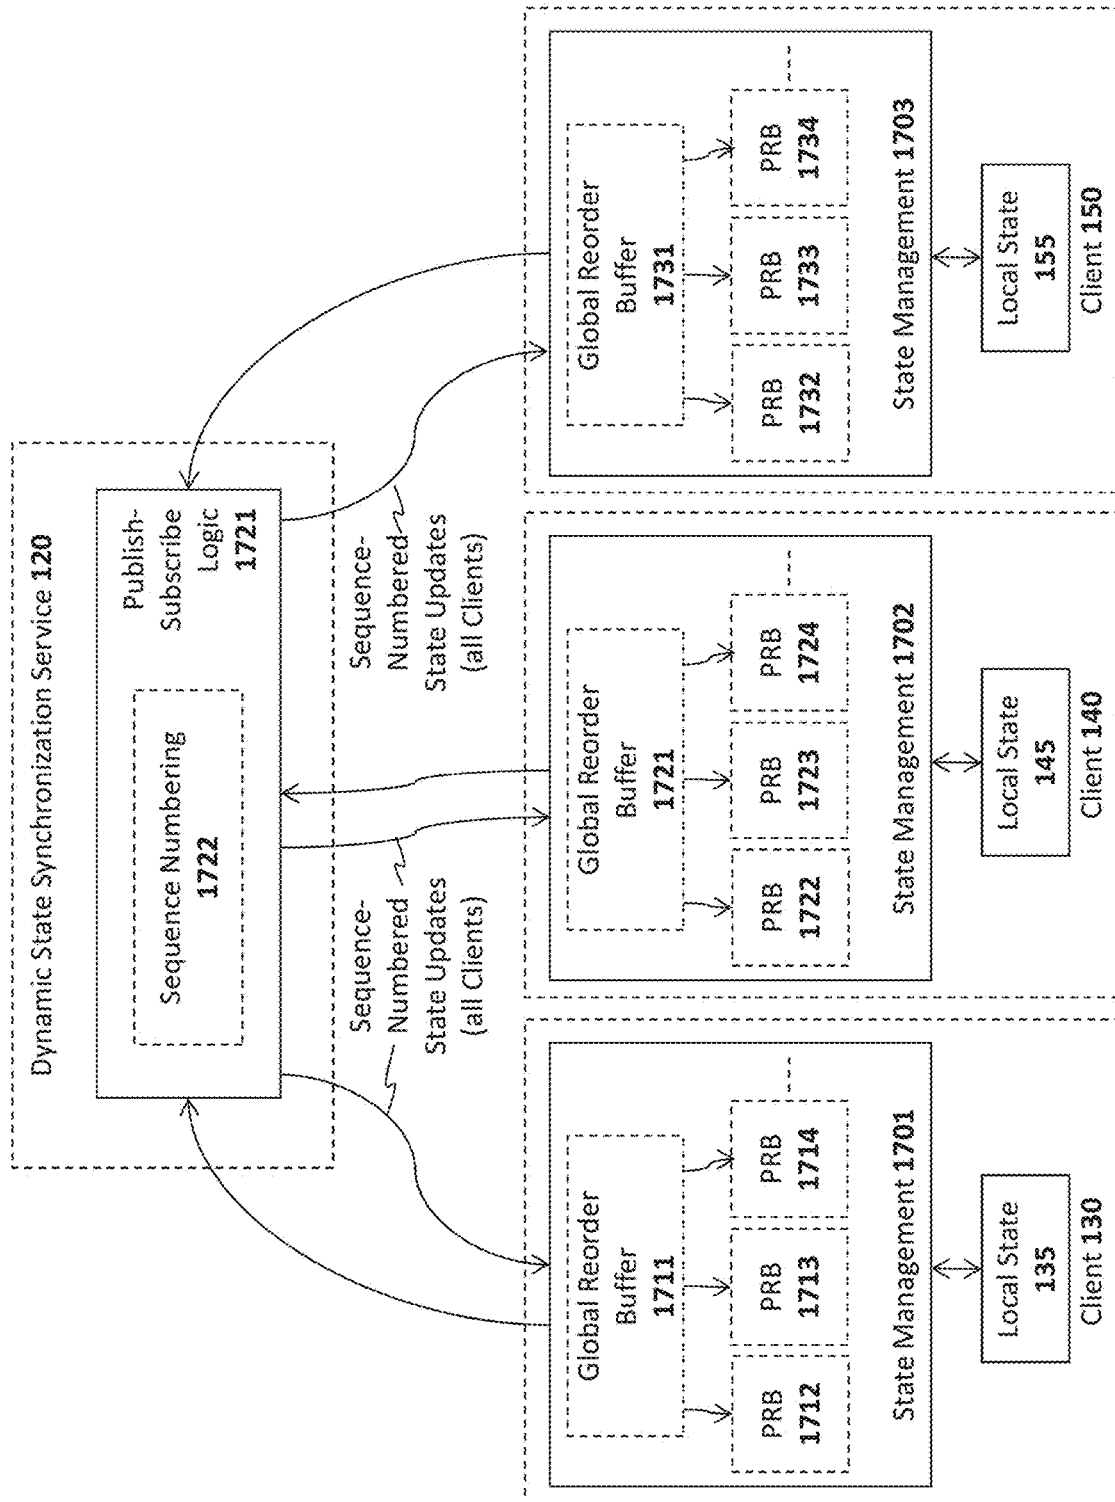 Dynamic State Synchronization Service 120
Sequence Numbering
1722
Publish-
Subscribe
Logic
1721
Sequence-
Numbered
State Updates
(all Clients)
Sequence-
Numbered
State Updates
(all Clients)
Global Reorder
Buffer
1711
PRB
1712
PRB
1713
PRB
1714
State Management 1701
Local State
135
Client 130
Global Reorder
Buffer
1721
PRB
1722
PRB
1723
PRB
1724
State Management 1702
Local State
145
Client 140
Global Reorder
Buffer
1731
PRB
1732
PRB
1733
PRB
1734
State Management 1703
Local State
155
Client 150